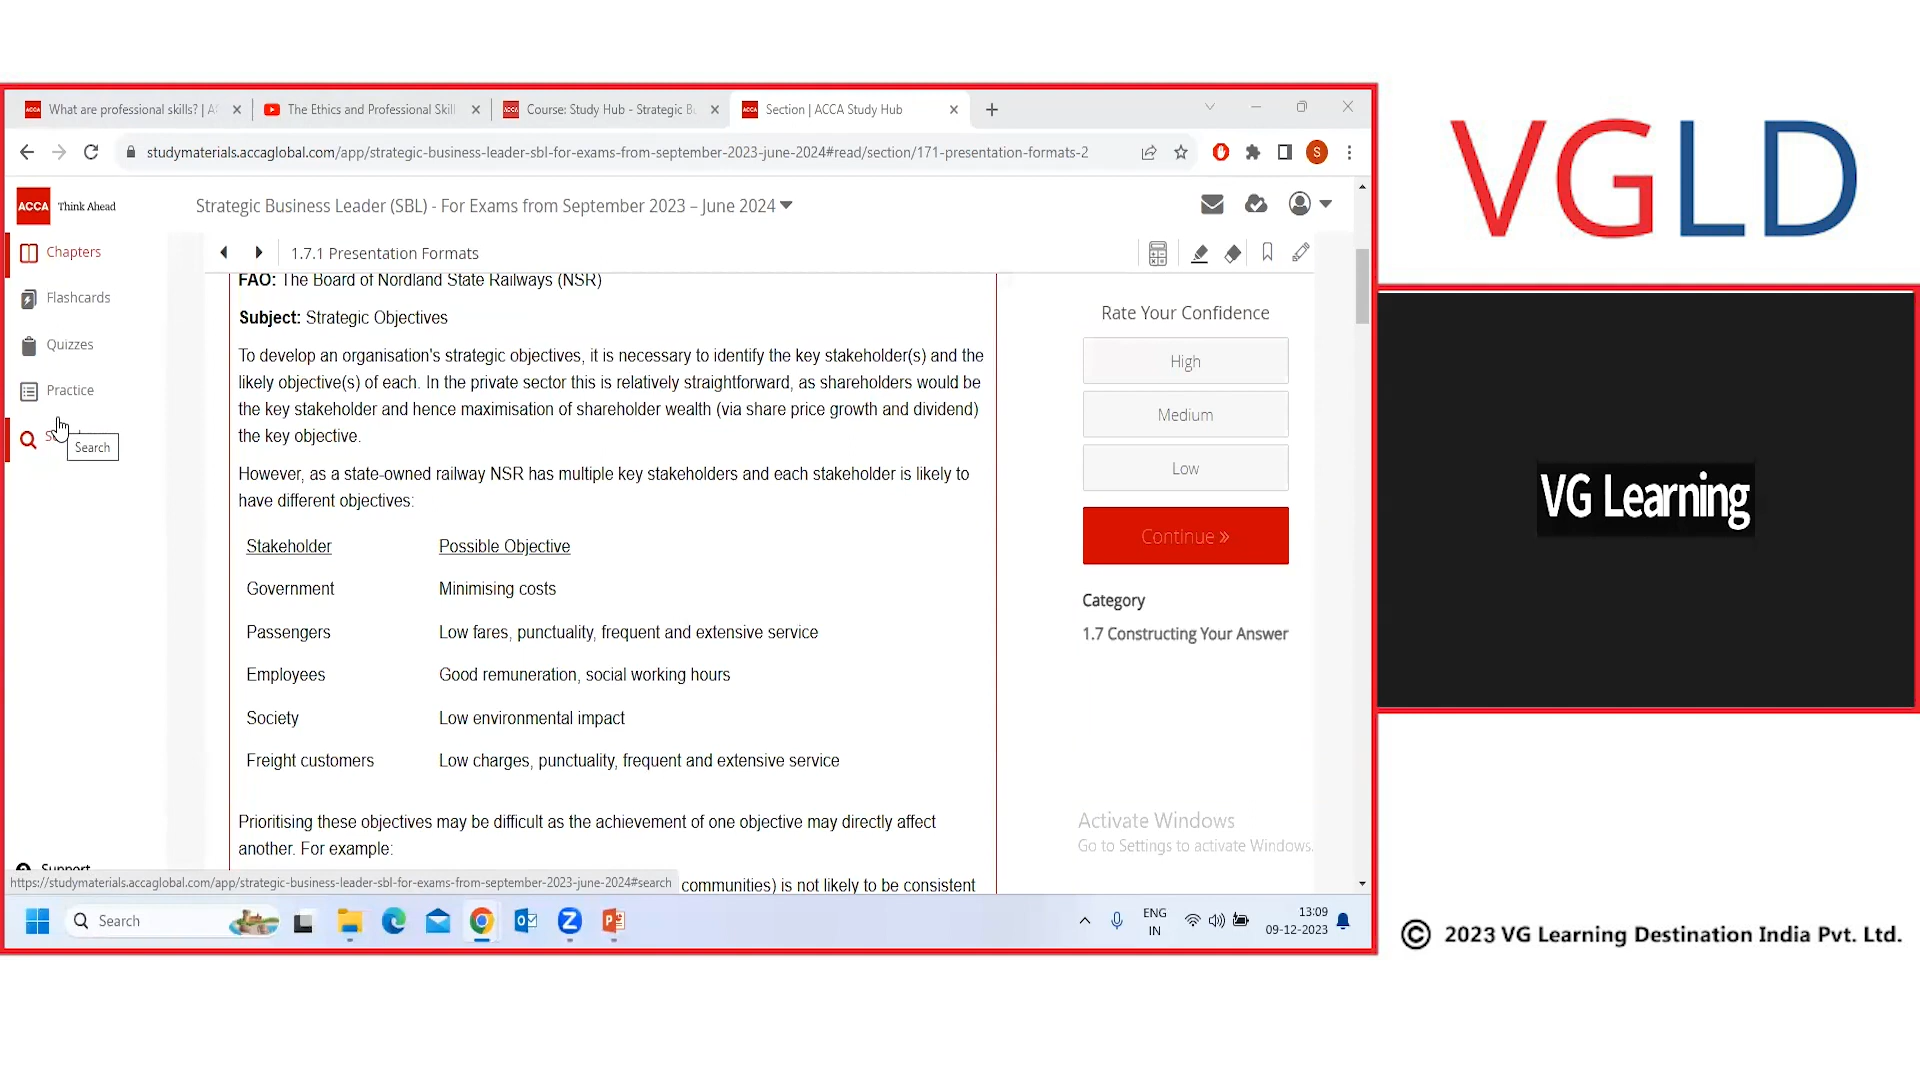 What are professional skills? | A
The Ethics and Professional Skil
Course: Study Hub - Strategic B
Section | ACCA Study Hub
studymaterials.accaglobal.com/app/strategic-business-leader-sbl-for-exams-from-september-2023-june-2024#read/section/171-presentation-formats-2
S
ACCA Think Ahead
Strategic Business Leader (SBL) - For Exams from September 2023 – June 2024
Chapters
Flashcards
Quizzes
Practice
Search
Support
1.7.1 Presentation Formats
FAO: The Board of Nordland State Railways (NSR)
Subject: Strategic Objectives
To develop an organisation's strategic objectives, it is necessary to identify the key stakeholder(s) and the
likely objective(s) of each. In the private sector this is relatively straightforward, as shareholders would be
the key stakeholder and hence maximisation of shareholder wealth (via share price growth and dividend)
the key objective.
However, as a state-owned railway NSR has multiple key stakeholders and each stakeholder is likely to
have different objectives:
Stakeholder Possible Objective
Government Minimising costs
Passengers Low fares, punctuality, frequent and extensive service
Employees Good remuneration, social working hours
Society Low environmental impact
Freight customers Low charges, punctuality, frequent and extensive service
Prioritising these objectives may be difficult as the achievement of one objective may directly affect
another. For example:
communities) is not likely to be consistent
https://studymaterials.accaglobal.com/app/strategic-business-leader-sbl-for-exams-from-september-2023-june-2024#search
Rate Your Confidence
High
Medium
Low
Continue »
Category
1.7 Constructing Your Answer
Activate Windows
Go to Settings to activate Windows.
Search
ENG
IN
13:09
09-12-2023
VGLD
VG Learning
© 2023 VG Learning Destination India Pvt. Ltd.